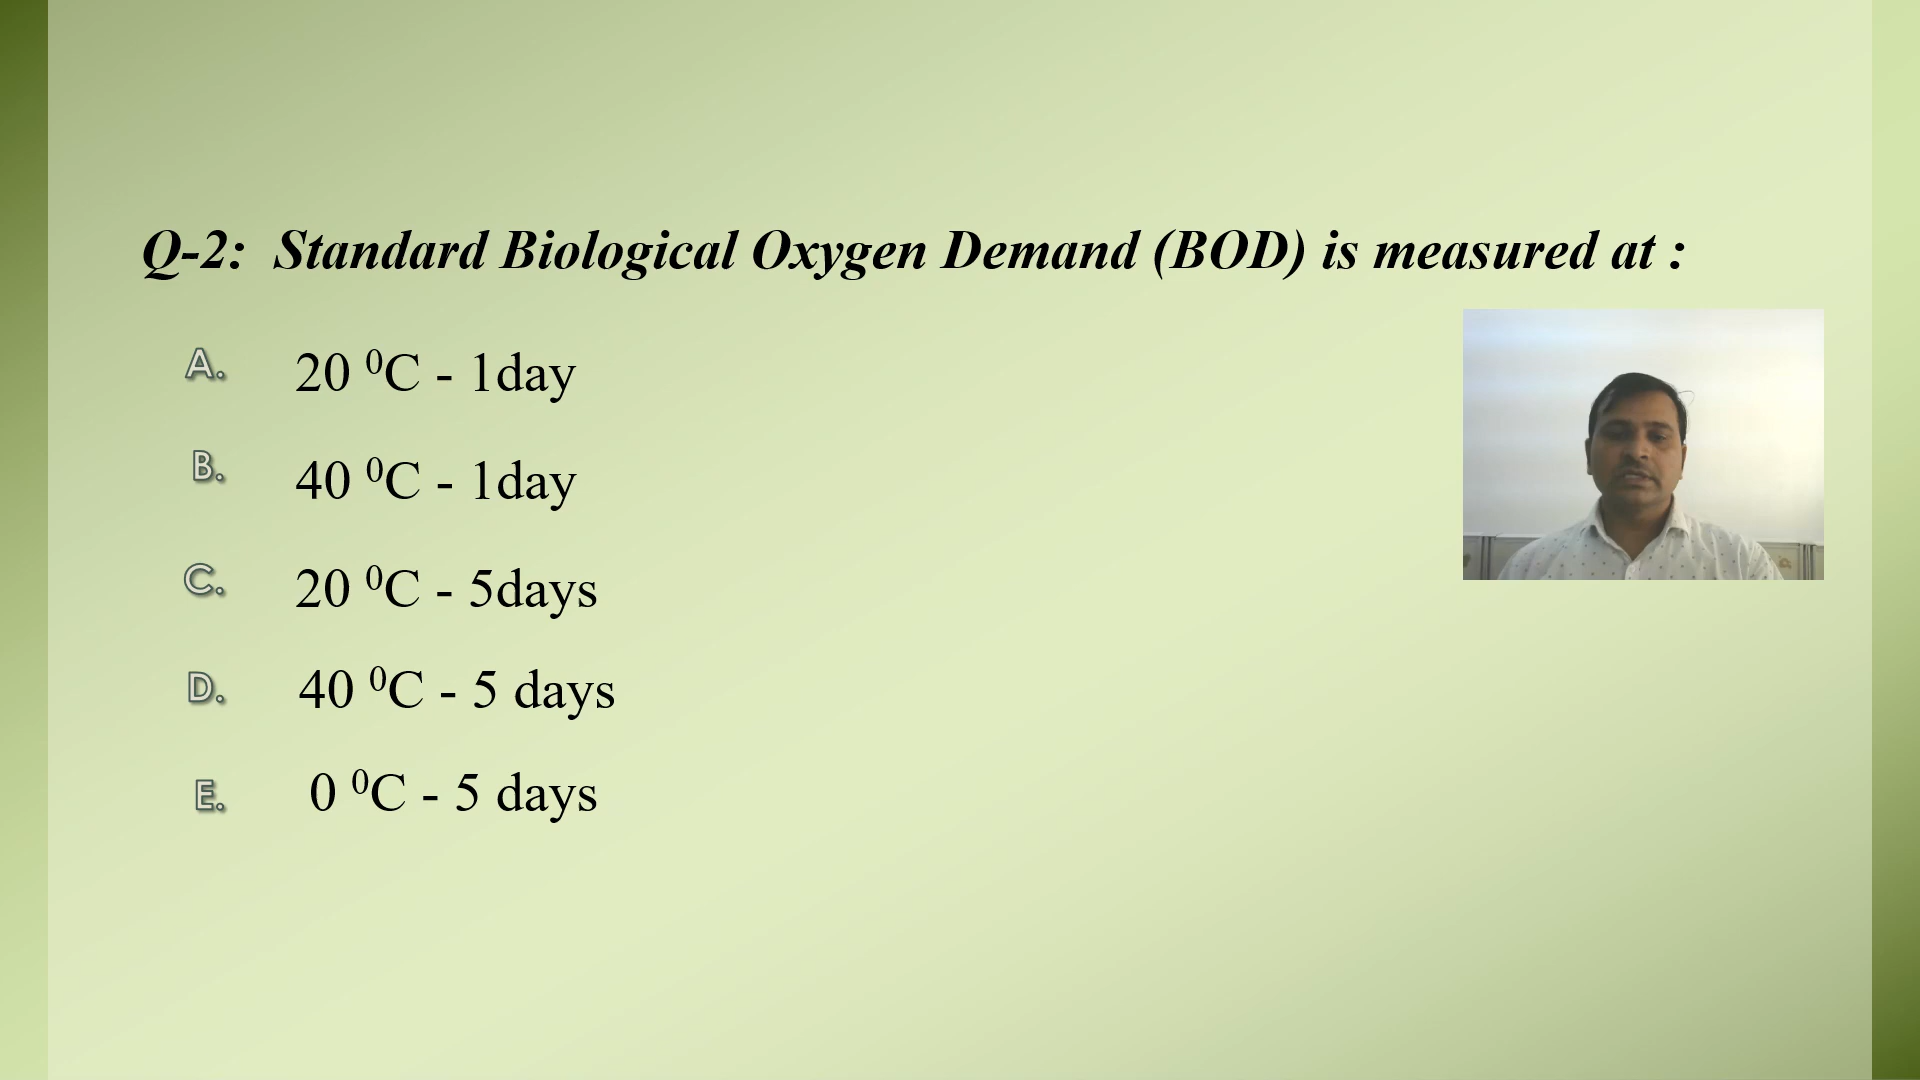 Q-2: Standard Biological Oxygen Demand (BOD) is measured at :
A. 20 ⁰C - 1day
B. 40 ⁰C - 1day
C. 20 ⁰C - 5days
D. 40 ⁰C - 5 days
E. 0 ⁰C - 5 days